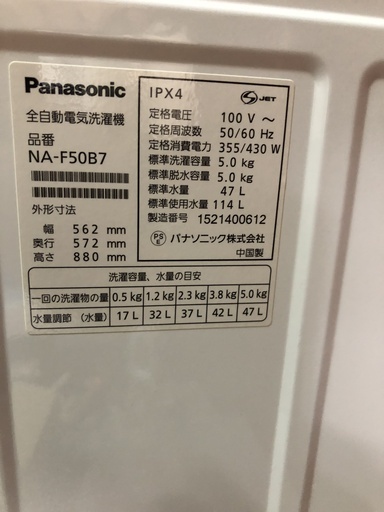 Panasonic
全自動電気洗濯機
品番
NA-F50B7
外形寸法
幅 562 mm
奥行 572 mm
高さ 880 mm
IPX4
S JET
定格電圧 100 V ～
定格周波数 50/60 Hz
定格消費電力 355/430 W
標準洗濯容量 5.0 kg
標準脱水容量 5.0 kg
標準水量 47 L
標準使用水量 114 L
製造番号 1521400612
PS E パナソニック株式会社
中国製
洗濯容量、水量の目安
一回の洗濯物の量 0.5 kg 1.2 kg 2.3 kg 3.8 kg 5.0 kg
水量調節（水量） 17 L 32 L 37 L 42 L 47 L